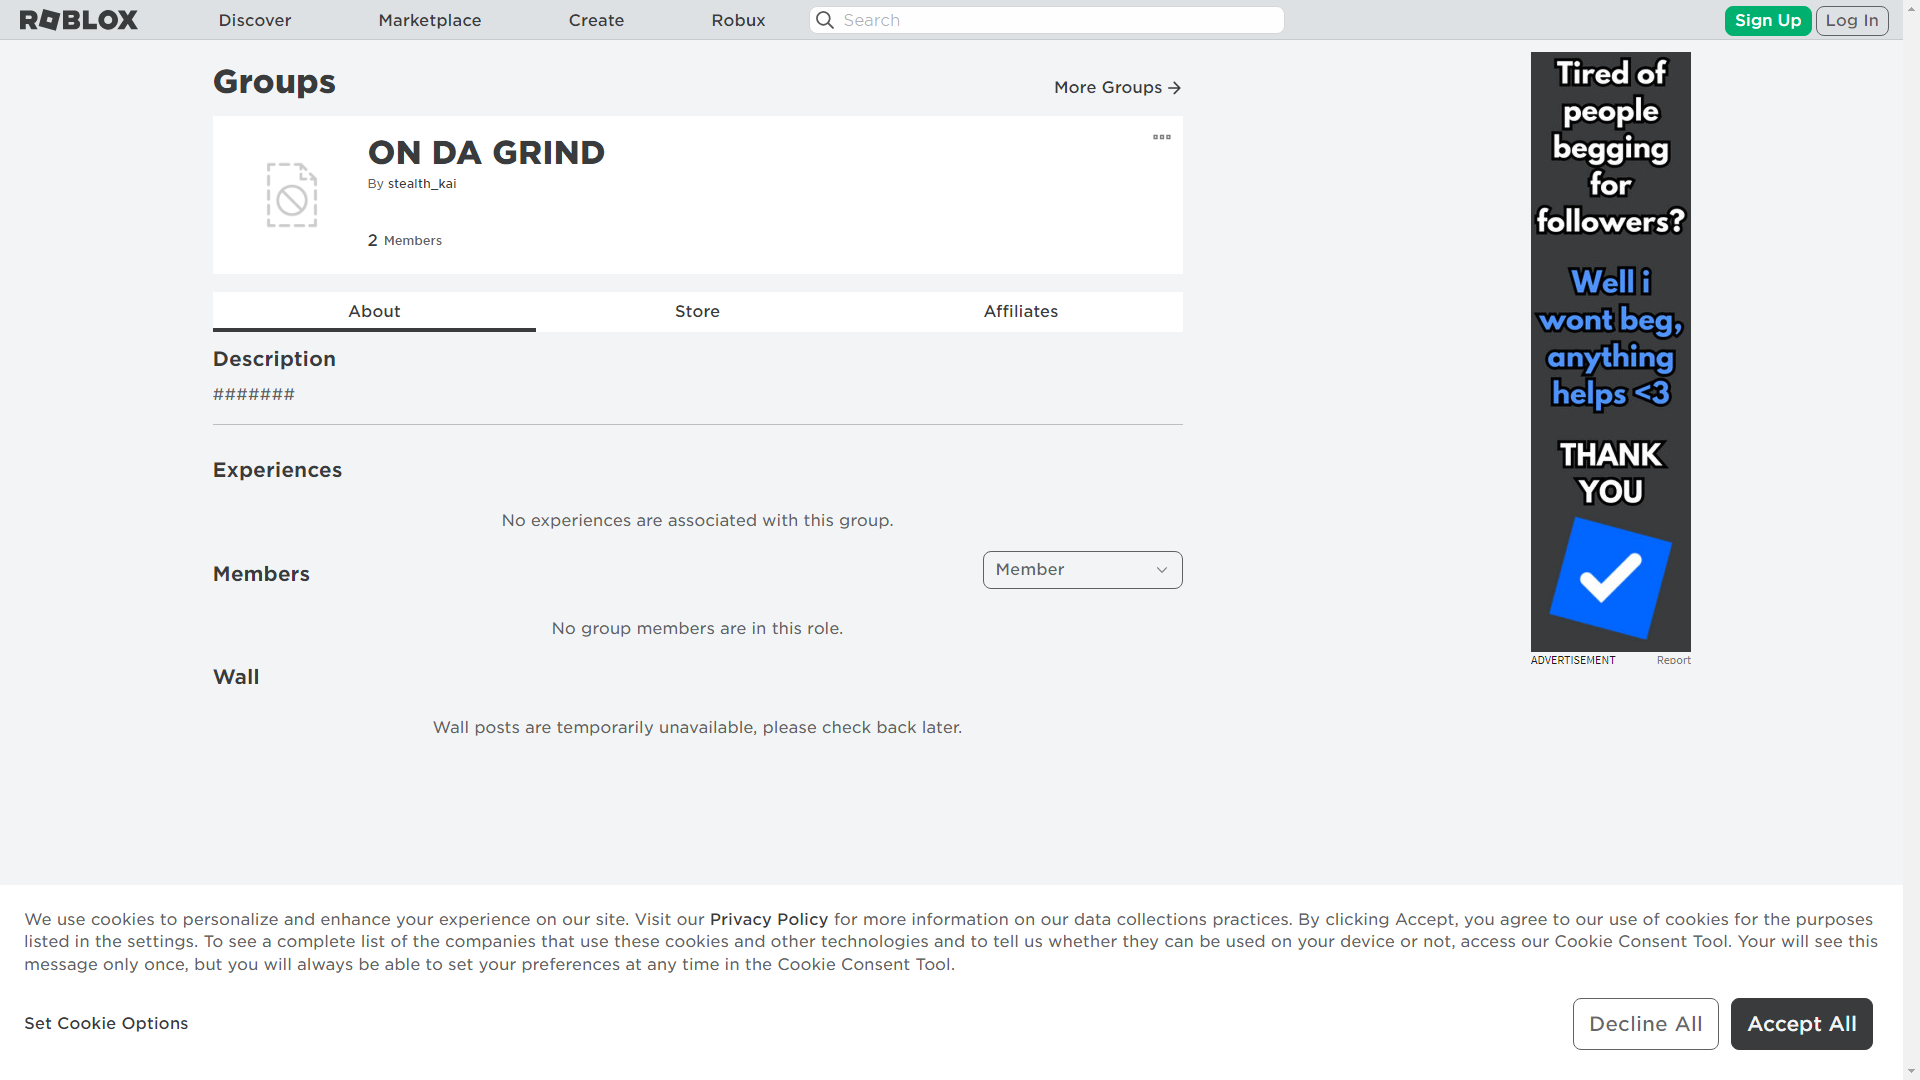 ROBLOX
Discover
Marketplace
Create
Robux
Search
Sign Up
Log In
Groups
More Groups
ON DA GRIND
By stealth_kai
2 Members
About
Store
Affiliates
Description
#######
Experiences
No experiences are associated with this group.
Members
Member
No group members are in this role.
Wall
Wall posts are temporarily unavailable, please check back later.
Tired of
people
begging
for
followers?
Well i
wont beg,
anything
helps <3
THANK
YOU
ADVERTISEMENT
Report
We use cookies to personalize and enhance your experience on our site. Visit our Privacy Policy for more information on our data collections practices. By clicking Accept, you agree to our use of cookies for the purposes
listed in the settings. To see a complete list of the companies that use these cookies and other technologies and to tell us whether they can be used on your device or not, access our Cookie Consent Tool. Your will see this
message only once, but you will always be able to set your preferences at any time in the Cookie Consent Tool.
Set Cookie Options
Decline All
Accept All